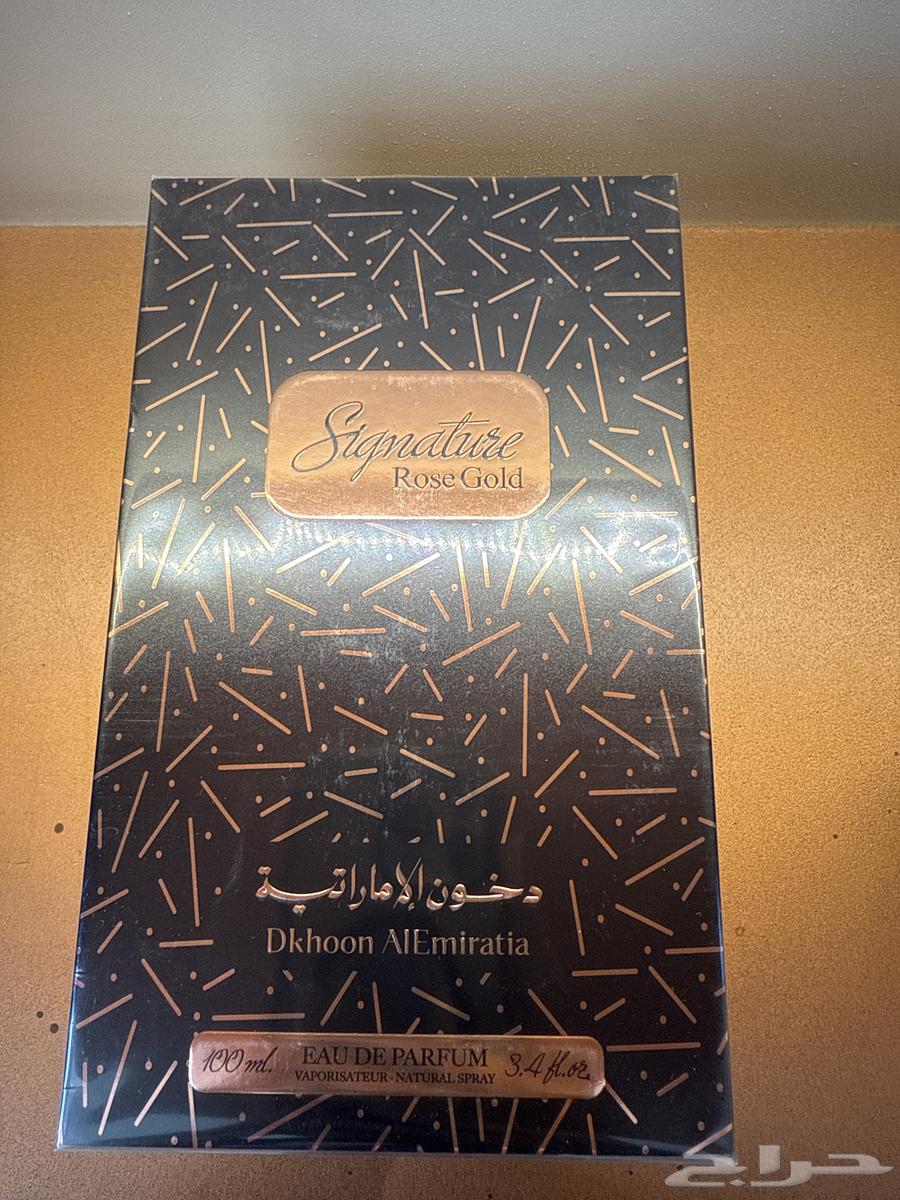 Signature
Rose Gold
دخون الإماراتية
Dkhoon AlEmiratia
100 ml. EAU DE PARFUM 3.4 fl.oz.
VAPORISATEUR - NATURAL SPRAY
حراج